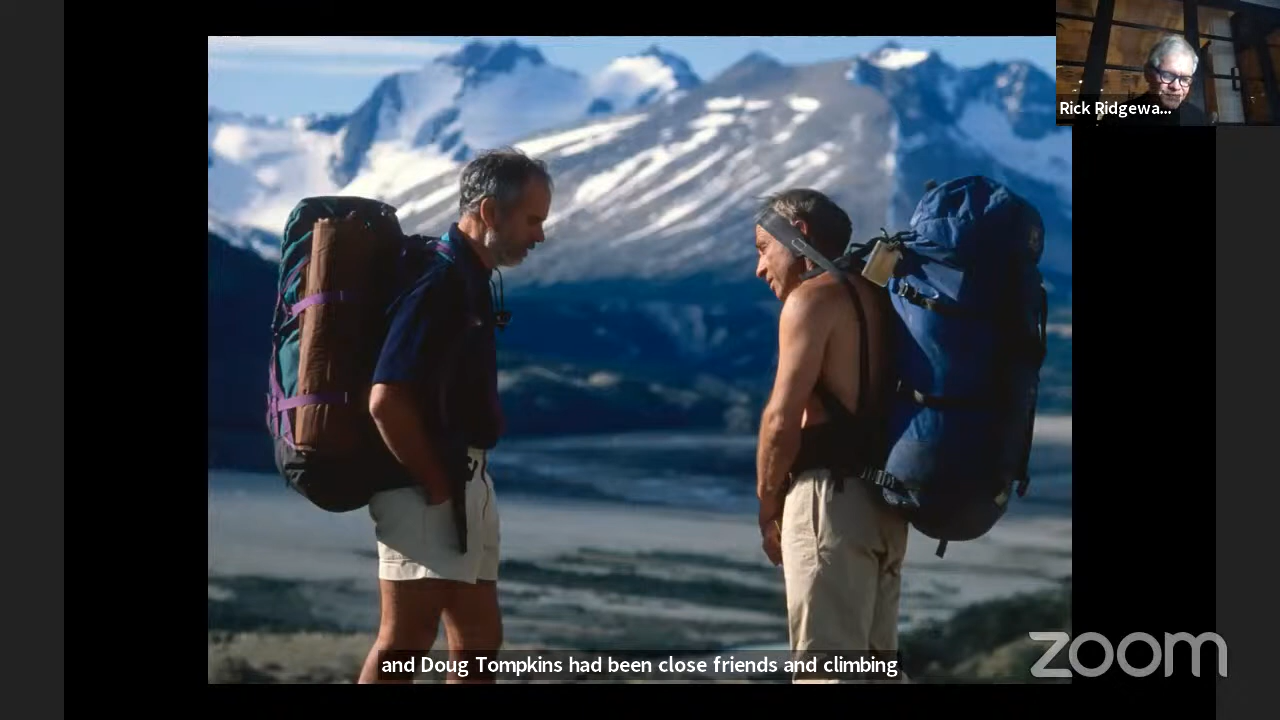 Rick Ridgewa...
and Doug Tompkins had been close friends and climbing
zoom